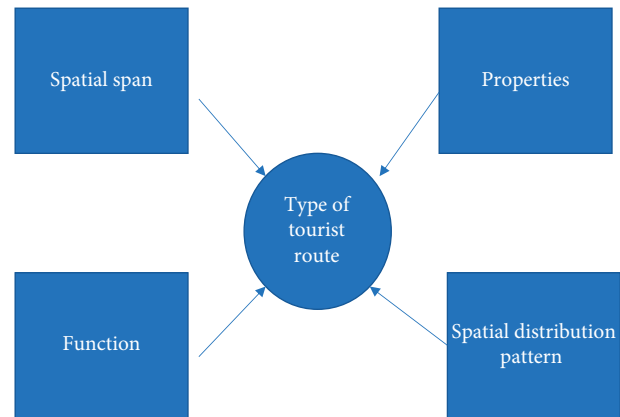 Spatial span
Properties
Type of
tourist
route
Function
Spatial distribution
pattern